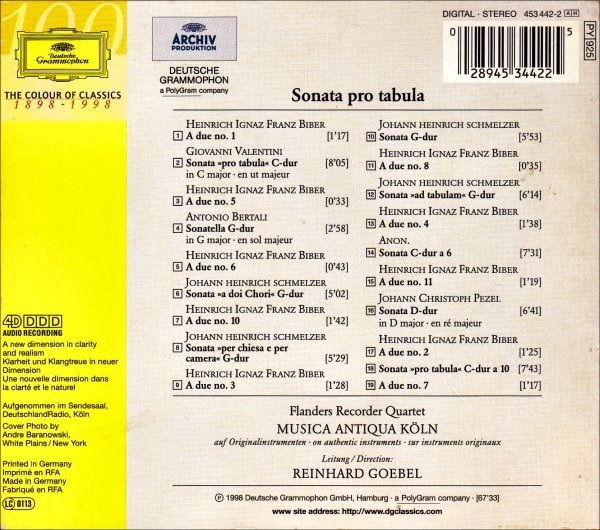 100
Deutsche
Grammophon
THE COLOUR OF CLASSICS
1898-1998
ARCHIV
PRODUKTION
DEUTSCHE
GRAMMOPHON
a PolyGram company
DIGITAL · STEREO 453 442-2 AH
0 28945 34422 5
PY 925
Sonata pro tabula
HEINRICH IGNAZ FRANZ BIBER
1 A due no. 1 [1'17]
GIOVANNI VALENTINI
2 Sonata »pro tabula« C-dur [8'05]
in C major · en ut majeur
HEINRICH IGNAZ FRANZ BIBER
3 A due no. 5 [0'33]
ANTONIO BERTALI
4 Sonatella G-dur [2'58]
in G major · en sol majeur
HEINRICH IGNAZ FRANZ BIBER
5 A due no. 6 [0'43]
JOHANN HEINRICH SCHMELZER
6 Sonata »a doi Chori« G-dur [5'02]
HEINRICH IGNAZ FRANZ BIBER
7 A due no. 10 [1'42]
JOHANN HEINRICH SCHMELZER
8 Sonata »per chiesa e per
camera« G-dur [5'29]
HEINRICH IGNAZ FRANZ BIBER
9 A due no. 3 [1'28]
JOHANN HEINRICH SCHMELZER
10 Sonata G-dur [5'53]
HEINRICH IGNAZ FRANZ BIBER
11 A due no. 8 [0'35]
JOHANN HEINRICH SCHMELZER
12 Sonata »ad tabulam« G-dur [6'14]
HEINRICH IGNAZ FRANZ BIBER
13 A due no. 4 [1'38]
ANON.
14 Sonata C-dur a 6 [7'31]
HEINRICH IGNAZ FRANZ BIBER
15 A due no. 11 [1'19]
JOHANN CHRISTOPH PEZEL
16 Sonata D-dur [6'41]
in D major · en ré majeur
HEINRICH IGNAZ FRANZ BIBER
17 A due no. 2 [1'25]
18 Sonata »pro tabula« C-dur a 10 [7'43]
19 A due no. 7 [1'17]
Flanders Recorder Quartet
MUSICA ANTIQUA KÖLN
auf Originalinstrumenten · on authentic instruments · sur instruments originaux
Leitung / Direction:
REINHARD GOEBEL
℗ 1998 Deutsche Grammophon GmbH, Hamburg · a PolyGram company · [67'33]
www site address: http://www.dgclassics.com
4D DDD
AUDIO RECORDING
A new dimension in clarity
and realism
Klarheit und Klangtreue in neuer
Dimension
Une nouvelle dimension dans
la clarté et le naturel
Aufgenommen im Sendesaal,
DeutschlandRadio, Köln
Cover Photo by
Andre Baranowski,
White Plains / New York
Printed in Germany
Imprimé en RFA
Made in Germany
Fabriqué en RFA
LC 0113